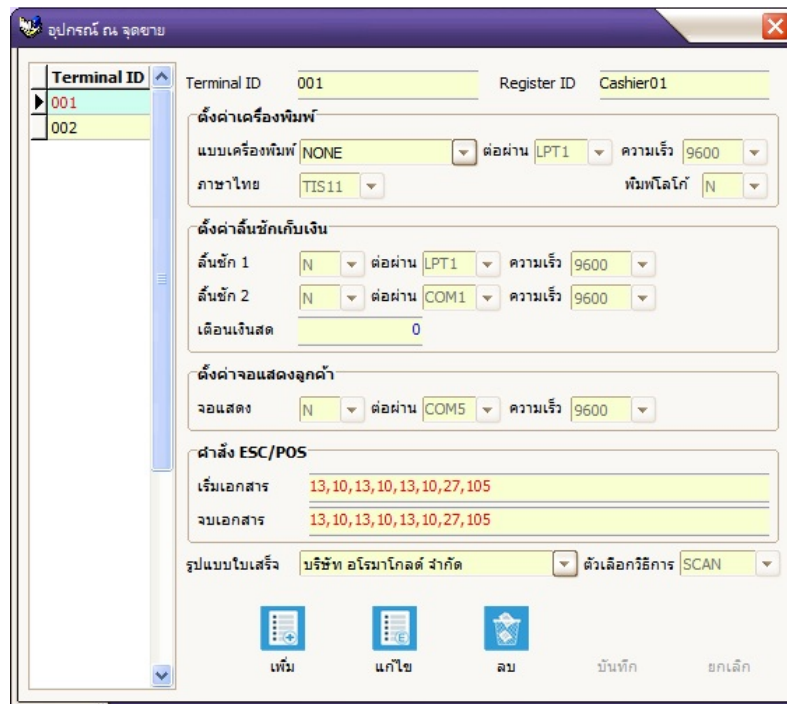 อุปกรณ์ ณ จุดขาย
Terminal ID
001
002
Terminal ID 001 Register ID Cashier01
ตั้งค่าเครื่องพิมพ์
แบบเครื่องพิมพ์ NONE ต่อผ่าน LPT1 ความเร็ว 9600
ภาษาไทย TIS11 พิมพ์โลโก้ N
ตั้งค่าลิ้นชักเก็บเงิน
ลิ้นชัก 1 N ต่อผ่าน LPT1 ความเร็ว 9600
ลิ้นชัก 2 N ต่อผ่าน COM1 ความเร็ว 9600
เตือนเงินสด 0
ตั้งค่าจอแสดงลูกค้า
จอแสดง N ต่อผ่าน COM5 ความเร็ว 9600
คำสั่ง ESC/POS
เริ่มเอกสาร 13,10,13,10,13,10,27,105
จบเอกสาร 13,10,13,10,13,10,27,105
รูปแบบใบเสร็จ บริษัท อโรมาโกลด์ จำกัด ตัวเลือกวิธีการ SCAN
เพิ่ม แก้ไข ลบ บันทึก ยกเลิก